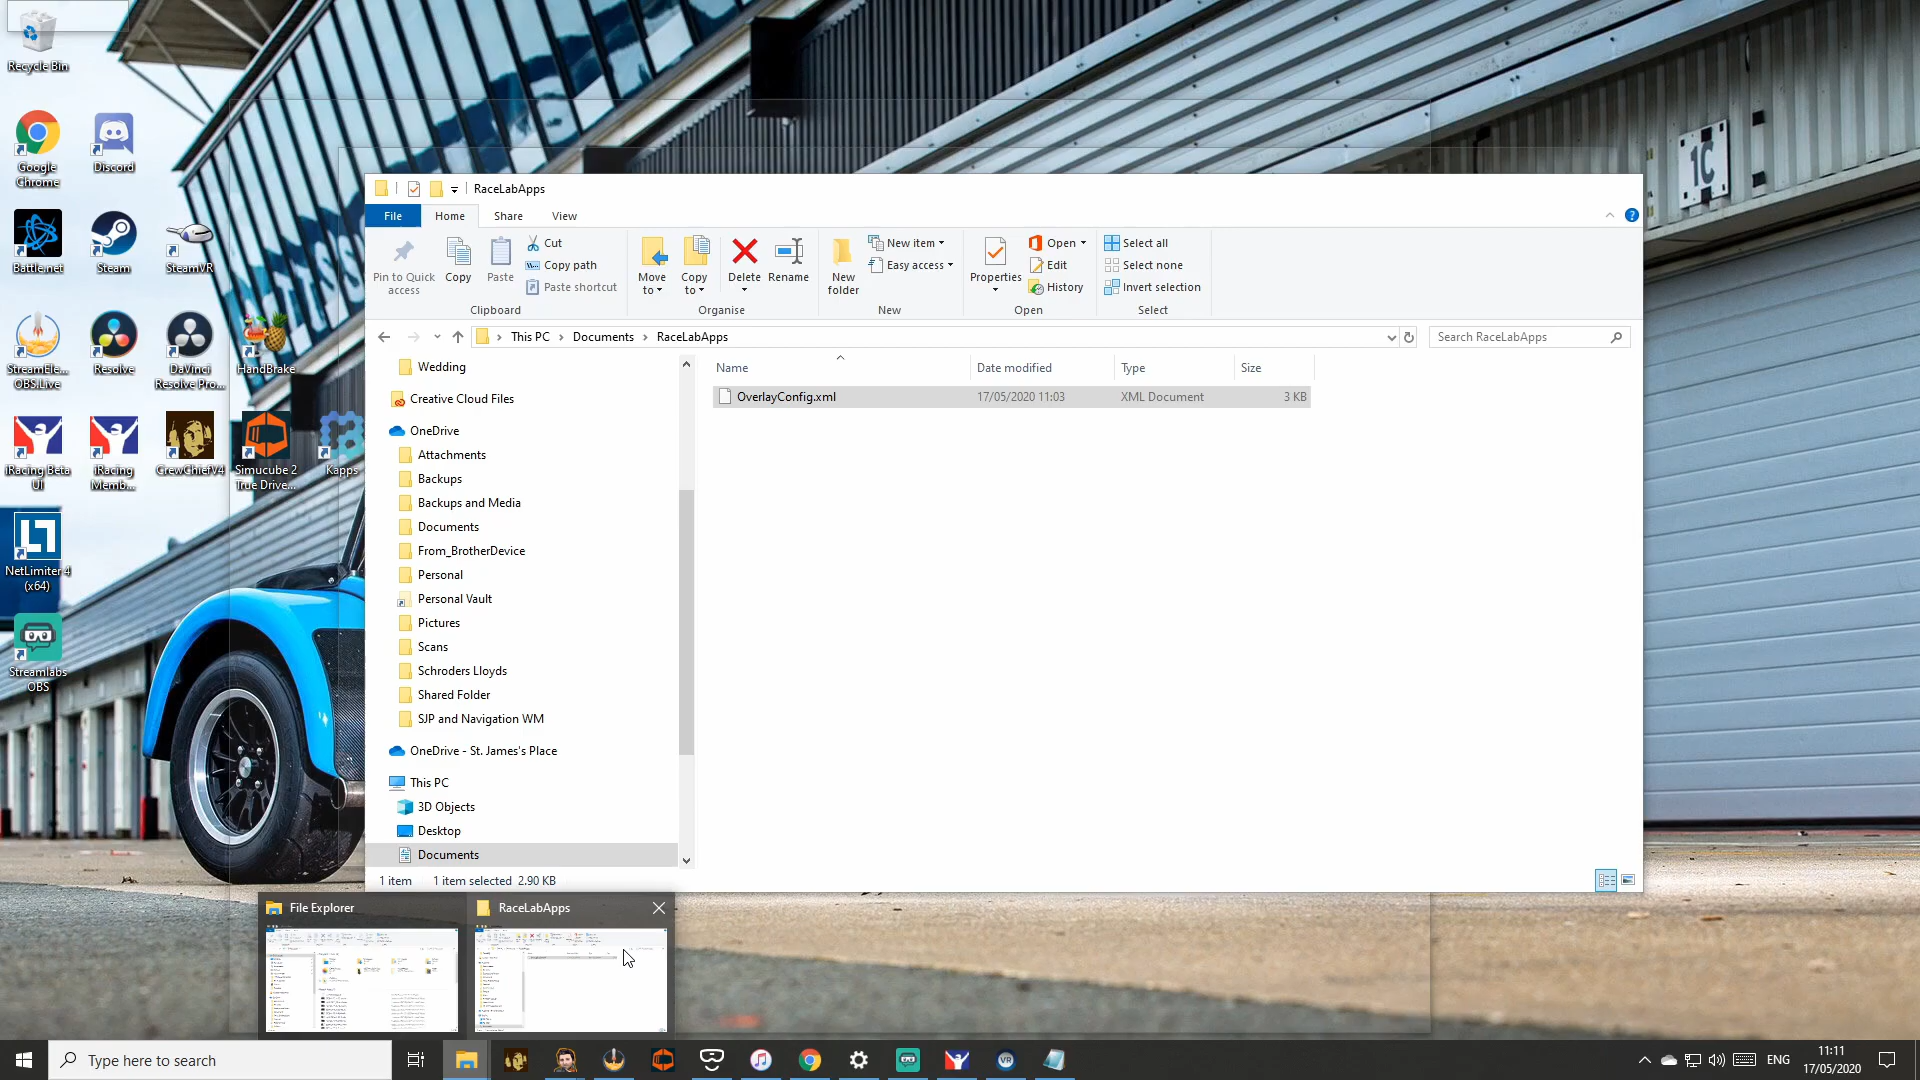 Recycle Bin
Google
Chrome
Discord
Battle.net
Steam
SteamVR
StreamEle...
OBS.Live
Resolve
DaVinci
Resolve Pro...
HandBrake
iRacing Beta
UI
iRacing
Memb...
CrewChiefV4
Simucube 2
True Drive...
Kapps
NetLimiter 4
(x64)
Streamlabs
OBS
1C
RaceLabApps
File
Home
Share
View
Pin to Quick
access
Copy
Paste
Cut
Copy path
Paste shortcut
Clipboard
Move
to
Copy
to
Delete
Rename
Organise
New
folder
New item
Easy access
New
Properties
Open
Edit
History
Open
Select all
Select none
Invert selection
Select
This PC
Documents
RaceLabApps
Search RaceLabApps
Wedding
Creative Cloud Files
OneDrive
Attachments
Backups
Backups and Media
Documents
From_BrotherDevice
Personal
Personal Vault
Pictures
Scans
Schroders Lloyds
Shared Folder
SJP and Navigation WM
OneDrive - St. James's Place
This PC
3D Objects
Desktop
Documents
Name
Date modified
Type
Size
OverlayConfig.xml
17/05/2020 11:03
XML Document
3 KB
1 item
1 item selected
2.90 KB
File Explorer
RaceLabApps
Type here to search
VR
ENG
11:11
17/05/2020